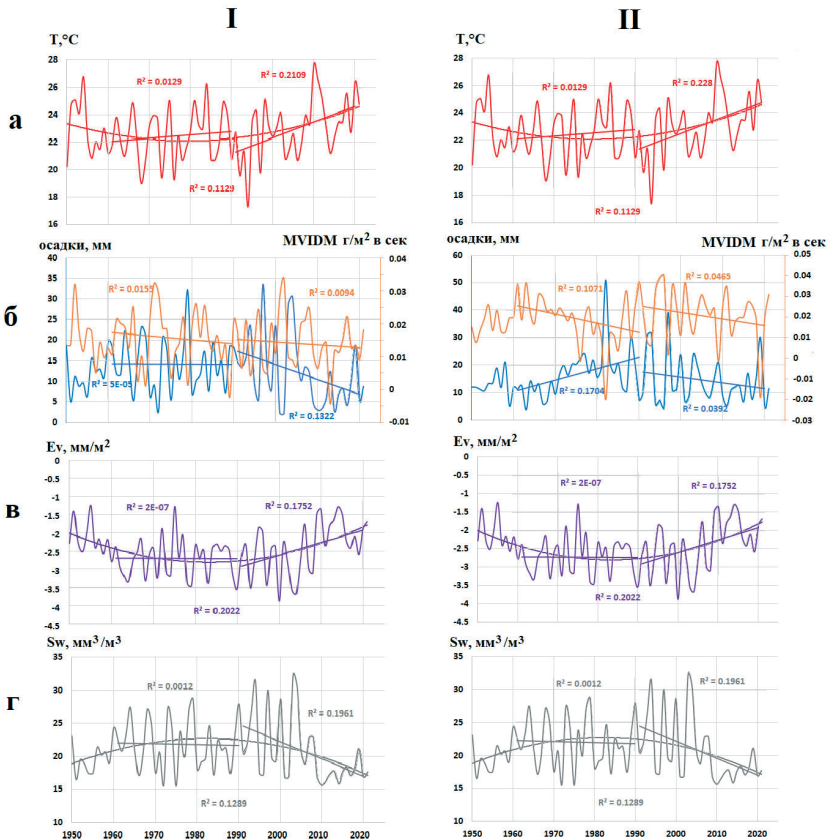 I II
T,°C T,°C
а
28 28
R² = 0.0129 R² = 0.2109 R² = 0.0129 R² = 0.228
26 26
24 24
22 22
20 20
R² = 0.1129 R² = 0.1129
18 18
16 16
осадки, мм MVIDM г/м² в сек осадки, мм MVIDM г/м² в сек
б
40 0.04 60 0.05
35 0.03 50 0.04
30 0.02 40 0.03
25 0.01 30 0.02
20 0 20 0.01
15 -0.01 10 0
10 0 -0.01
5 -0.02
0 -0.03
R² = 0.0155 R² = 0.0094 R² = 0.1071 R² = 0.0465
R² = 5E-05 R² = 0.1322 R² = 0.1704 R² = 0.0392
Ev, мм/м² Ev, мм/м²
в
0 0
-0.5 -0.5
-1 -1
R² = 2E-07 R² = 0.1752 R² = 2E-07 R² = 0.1752
-1.5 -1.5
-2 -2
-2.5 -2.5
-3 -3
-3.5 -3.5
-4 -4
R² = 0.2022 R² = 0.2022
-4.5 -4.5
Sw, мм³/м³ Sw, мм³/м³
г
35 35
30 30
R² = 0.0012 R² = 0.1961 R² = 0.0012 R² = 0.1961
25 25
20 20
15 15
R² = 0.1289 R² = 0.1289
10 10
1950 1960 1970 1980 1990 2000 2010 2020 1950 1960 1970 1980 1990 2000 2010 2020